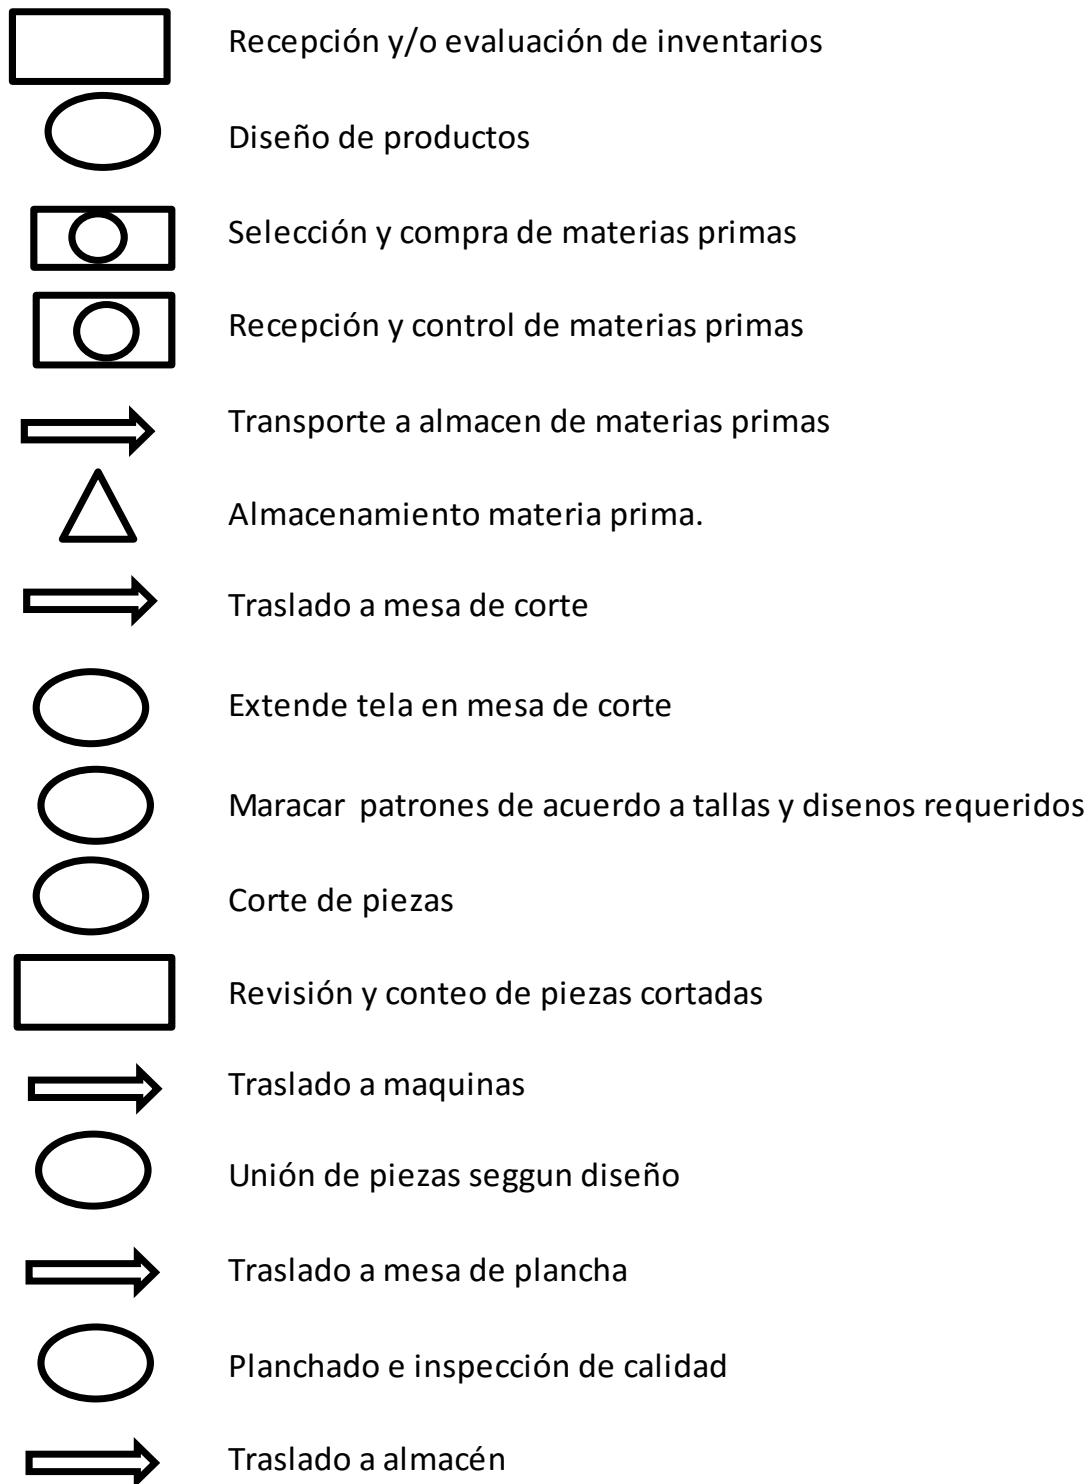 Recepción y/o evaluación de inventarios
Diseño de productos
Selección y compra de materias primas
Recepción y control de materias primas
Transporte a almacen de materias primas
Almacenamiento materia prima.
Traslado a mesa de corte
Extende tela en mesa de corte
Maracar  patrones de acuerdo a tallas y disenos requeridos
Corte de piezas
Revisión y conteo de piezas cortadas
Traslado a maquinas
Unión de piezas seggun diseño
Traslado a mesa de plancha
Planchado e inspección de calidad
Traslado a almacén